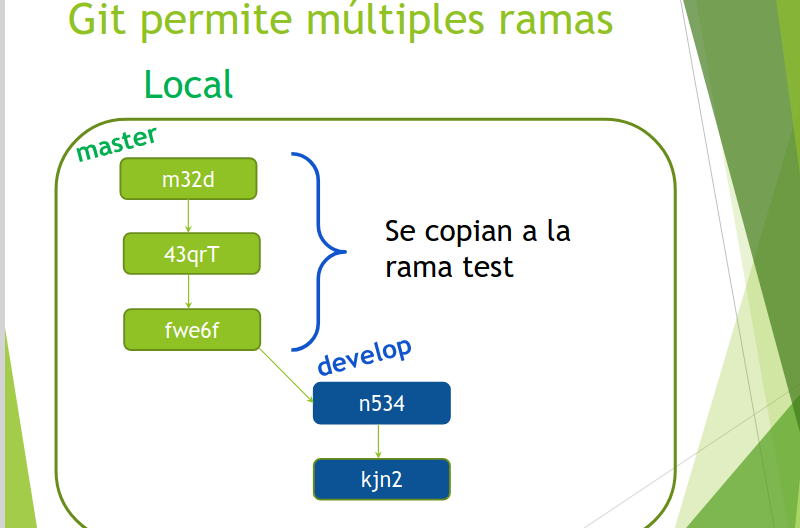 Git permite múltiples ramas
Local
master
m32d
43qrT
fwe6f
Se copian a la
rama test
develop
n534
kjn2